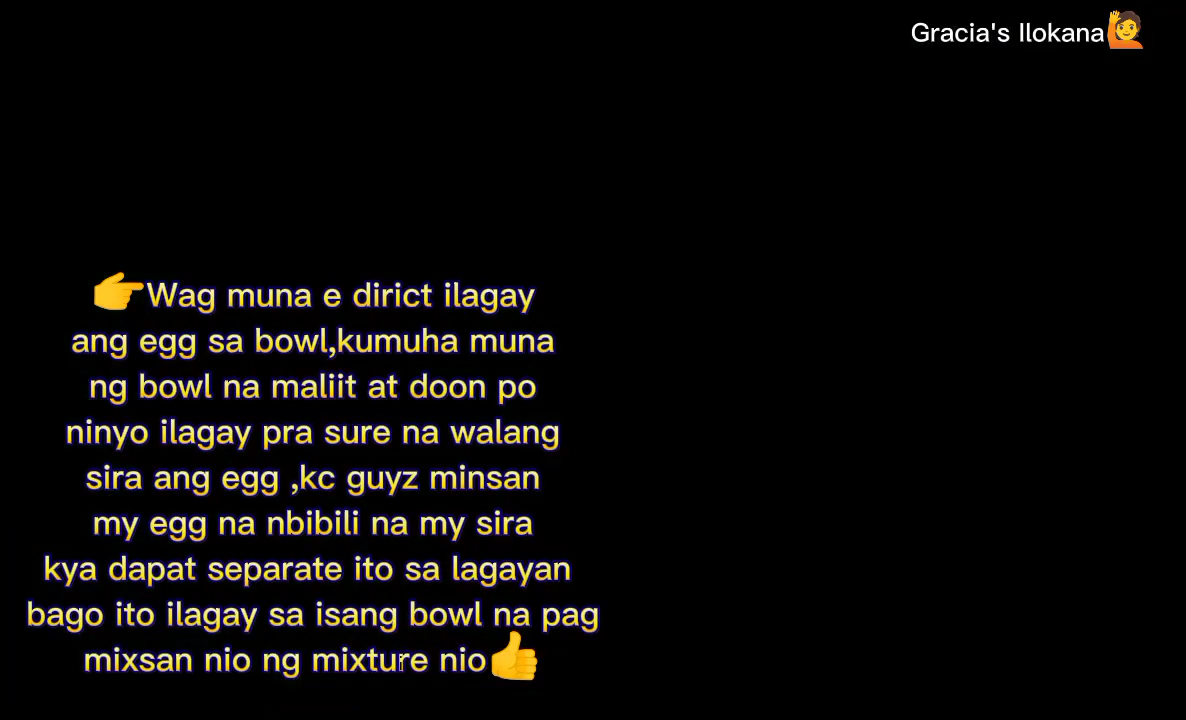 Gracia's Ilokana🙋
👉Wag muna e dirict ilagay
ang egg sa bowl,kumuha muna
ng bowl na maliit at doon po
ninyo ilagay pra sure na walang
sira ang egg ,kc guyz minsan
my egg na nbibili na my sira
kya dapat separate ito sa lagayan
bago ito ilagay sa isang bowl na pag
mixsan nio ng mixture nio👍